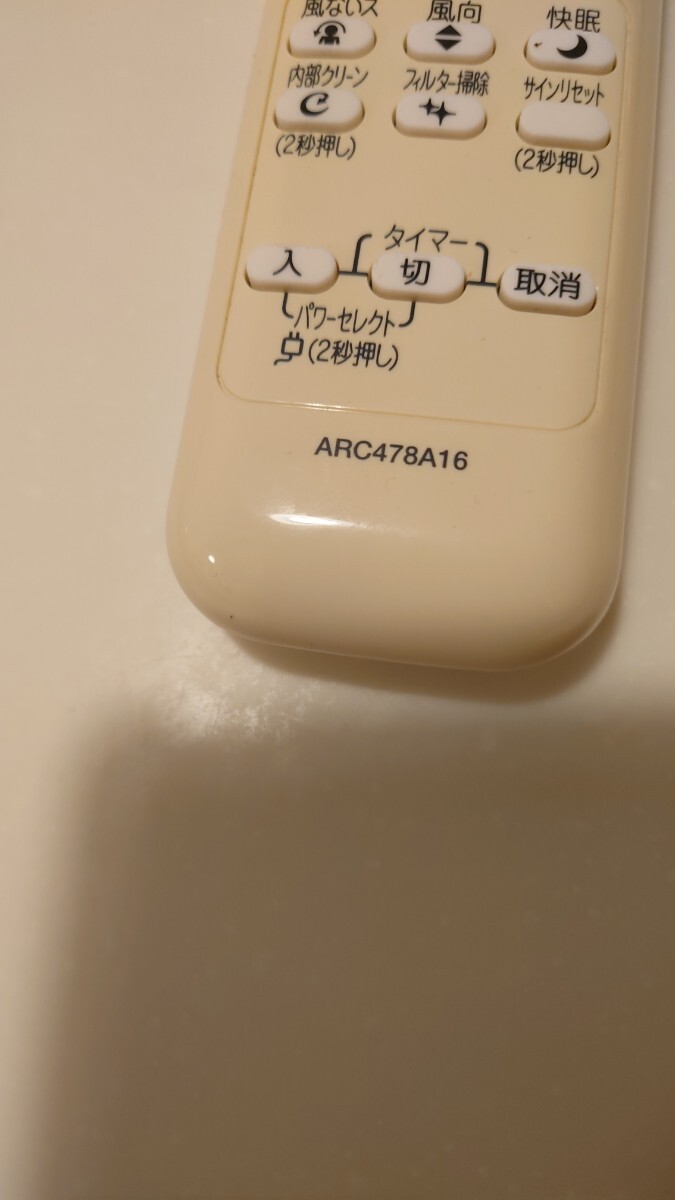 風ないス 風向 快眠
内部クリーン フィルター掃除 サインリセット
(2秒押し) (2秒押し)
タイマー
入 切 取消
パワーセレクト
(2秒押し)
ARC478A16